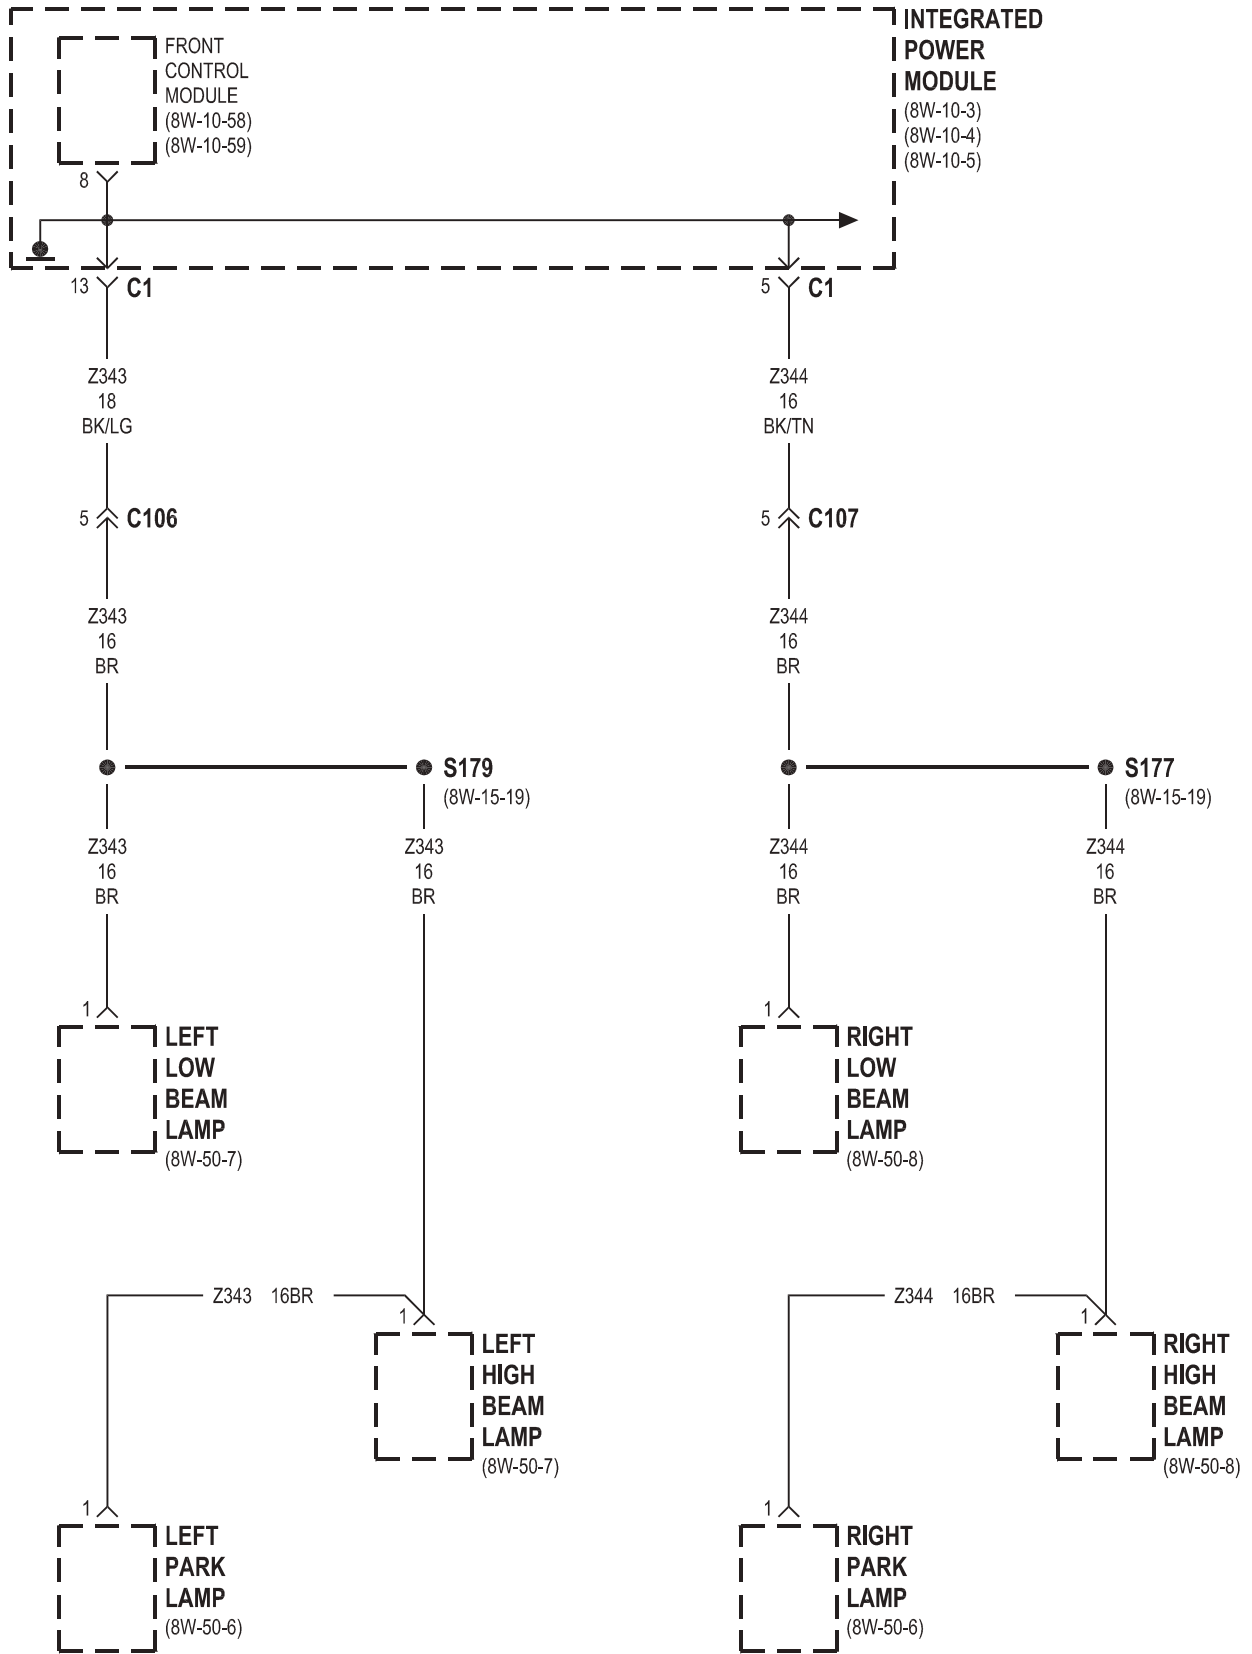 INTEGRATED
POWER
MODULE
(8W-10-3)
(8W-10-4)
(8W-10-5)
FRONT
CONTROL
MODULE
(8W-10-58)
(8W-10-59)
8
13 C1
5 C1
Z343
18
BK/LG
Z344
16
BK/TN
5 C106
5 C107
Z343
16
BR
Z344
16
BR
S179
(8W-15-19)
S177
(8W-15-19)
Z343
16
BR
Z343
16
BR
Z344
16
BR
Z344
16
BR
1
LEFT
LOW
BEAM
LAMP
(8W-50-7)
1
RIGHT
LOW
BEAM
LAMP
(8W-50-8)
Z343 16BR
1
LEFT
HIGH
BEAM
LAMP
(8W-50-7)
Z344 16BR
1
RIGHT
HIGH
BEAM
LAMP
(8W-50-8)
1
LEFT
PARK
LAMP
(8W-50-6)
1
RIGHT
PARK
LAMP
(8W-50-6)